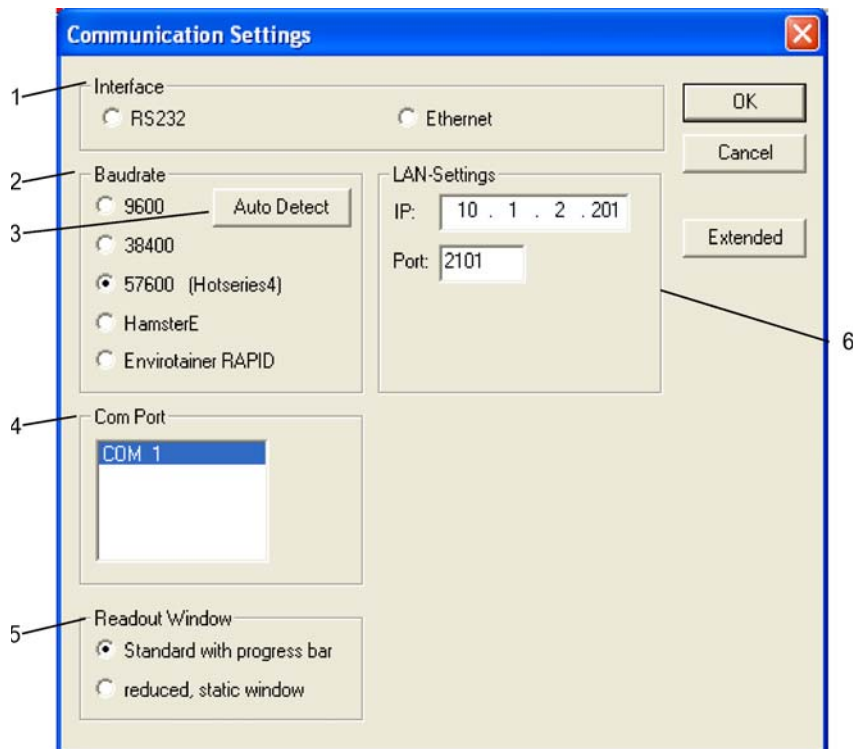 Communication Settings
1
Interface
RS232
Ethernet
OK
Cancel
Extended
2
Baudrate
3
9600
Auto Detect
38400
57600 (Hotseries4)
HamsterE
Envirotainer RAPID
LAN-Settings
IP: 10 . 1 . 2 . 201
Port: 2101
6
4
Com Port
COM 1
5
Readout Window
Standard with progress bar
reduced, static window